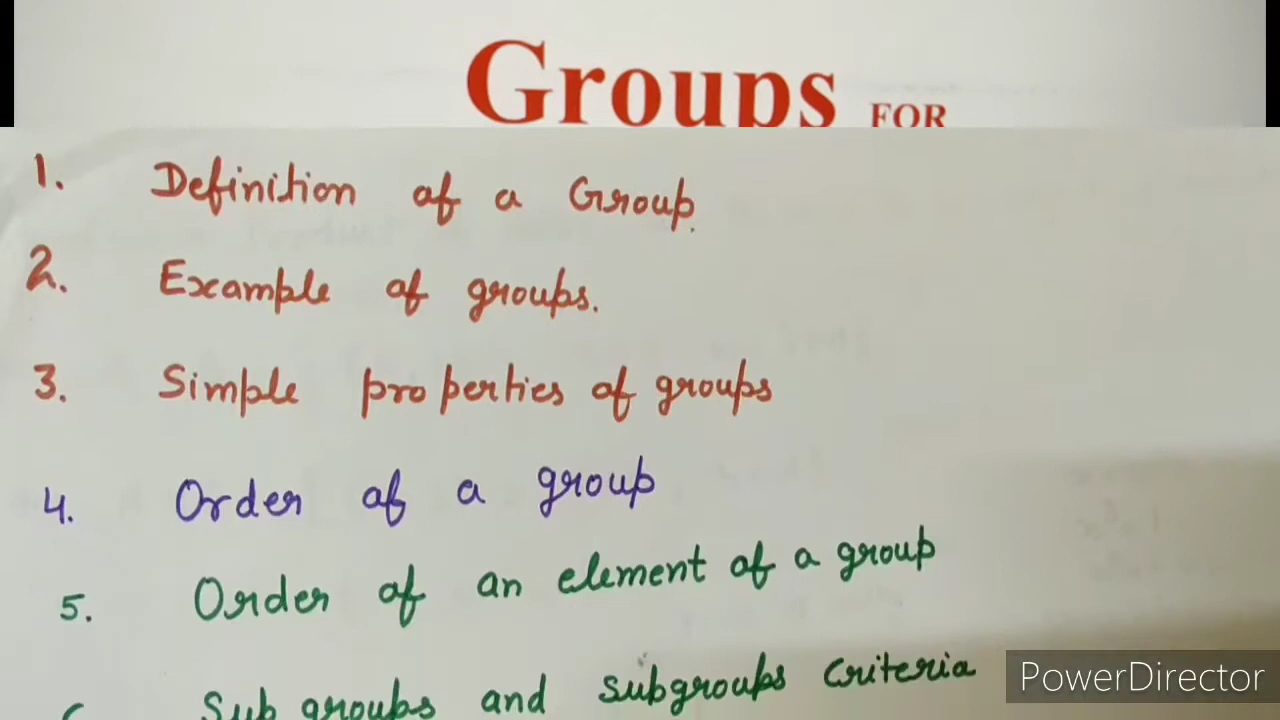 Groups FOR
1. Definition of a Group.
2. Example of groups.
3. Simple properties of groups
4. Order of a group
5. Order of an element of a group
6. Sub groups and subgroups criteria
PowerDirector